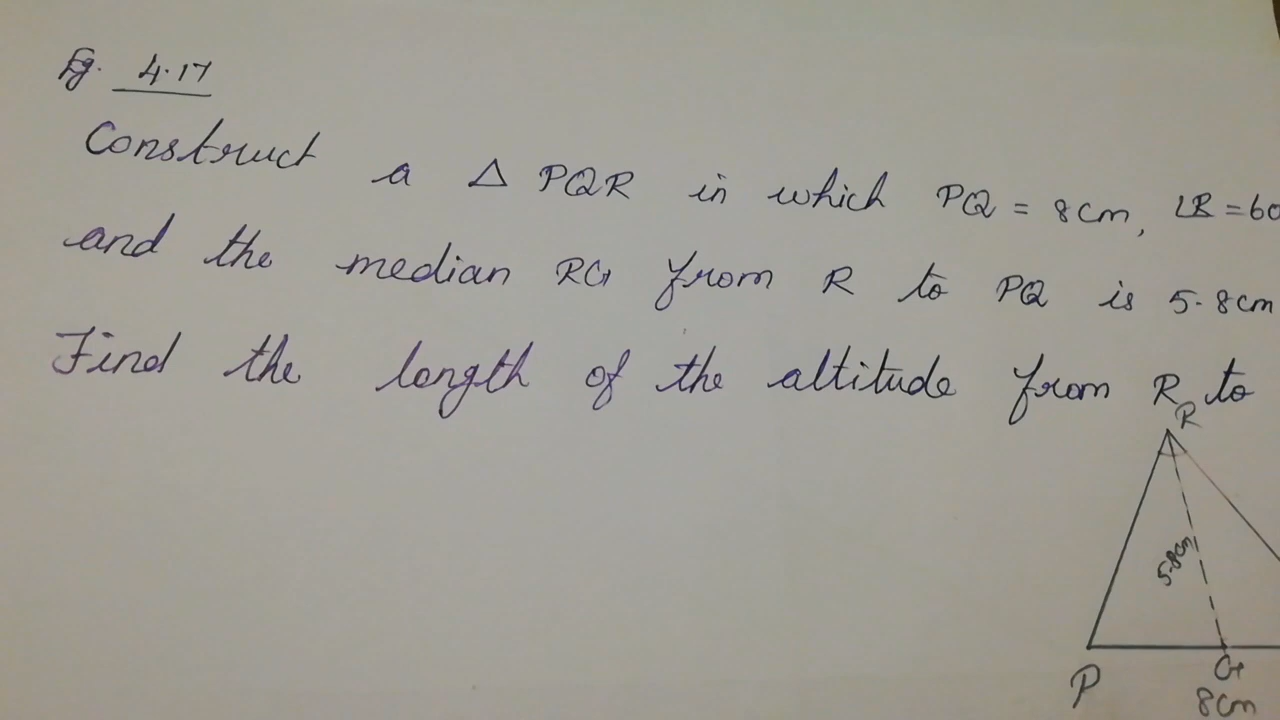 Eg. 4.17
Construct a △ PQR in which PQ = 8cm, ∠R = 60
and the median RG from R to PQ is 5.8cm
Find the length of the altitude from R to
R
5.8cm
P
G
8cm